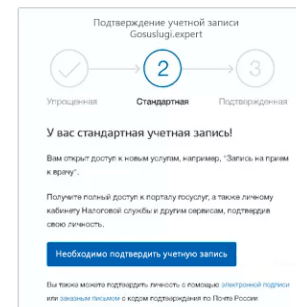 Подтверждение учетной записи
Gosuslugi.expert
2
3
Упрощенная
Стандартная
Подтвержденная
У вас стандартная учетная запись!
Вам открыт доступ к новым услугам, например, "Запись на прием
к врачу".
Получите полный доступ к порталу госуслуг, а также личному
кабинету Налоговой службы и другим сервисам, подтвердив
свою личность.
Необходимо подтвердить учетную запись
Вы также можете подтвердить личность с помощью электронной подписи
или заказным письмом с кодом подтверждения по Почте России